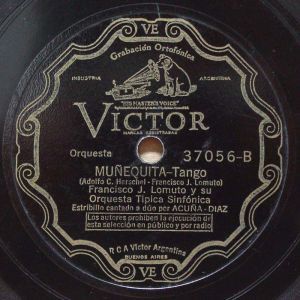 VE
Grabación Ortofónica
INDUSTRIA
ARGENTINA
"HIS MASTER'S VOICE"
VICTOR
MARCAS REGISTRADAS
Orquesta
37056-B
MUÑEQUITA-Tango
(Adolfo C. Herschel - Francisco J. Lomuto)
Francisco J. Lomuto y su
Orquesta Típica Sinfónica
Estribillo cantado a dúo por ACUÑA-DIAZ
Los autores prohiben la ejecución de
esta selección en público y por radio
VE
R C A Victor Argentina
BUENOS AIRES
VE
VE